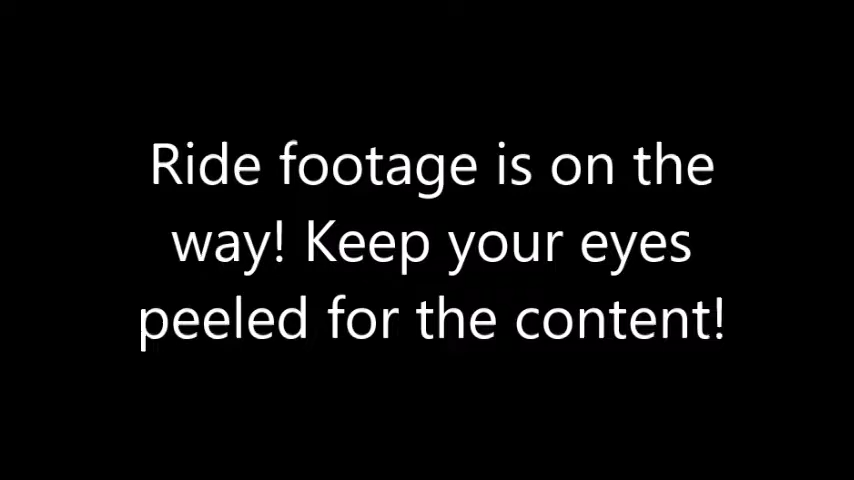 Ride footage is on the
way! Keep your eyes
peeled for the content!